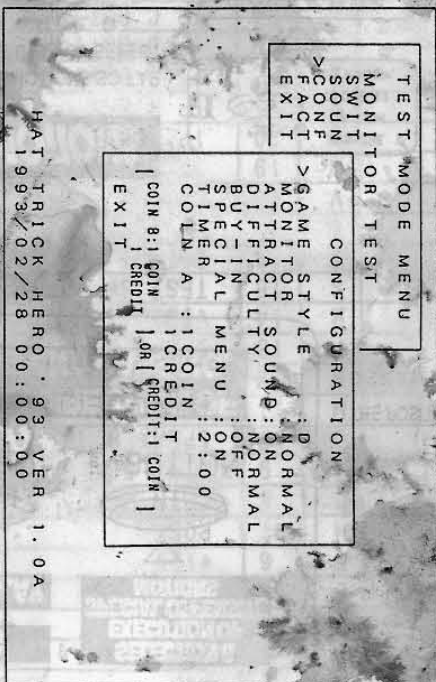 TEST MODE MENU
MONITOR TEST
SWIT
SOUN
>CONF
FACT
EXIT
CONFIGURATION
>GAME STYLE :D
MONITOR :NORMAL
ATTRACT SOUND:ON
DIFFICULTY :NORMAL
BUY-IN :OFF
SPECIAL MENU :ON
TIMER :2:00
COIN A :1COIN
1CREDIT
[ COIN B:1 COIN ] OR [ CREDIT:1 COIN ]
1 CREDIT
EXIT
HAT TRICK HERO '93 VER 1.0A
1993/02/28 00:00:00